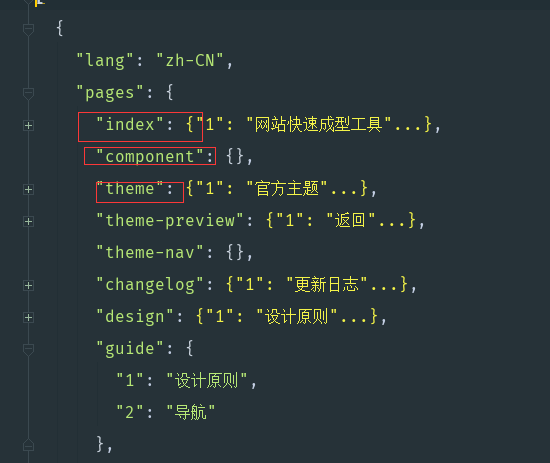 {
"lang": "zh-CN",
"pages": {
"index": {"1": "网站快速成型工具"...},
"component": {},
"theme": {"1": "官方主题"...},
"theme-preview": {"1": "返回"...},
"theme-nav": {},
"changelog": {"1": "更新日志"...},
"design": {"1": "设计原则"...},
"guide": {
"1": "设计原则",
"2": "导航"
},